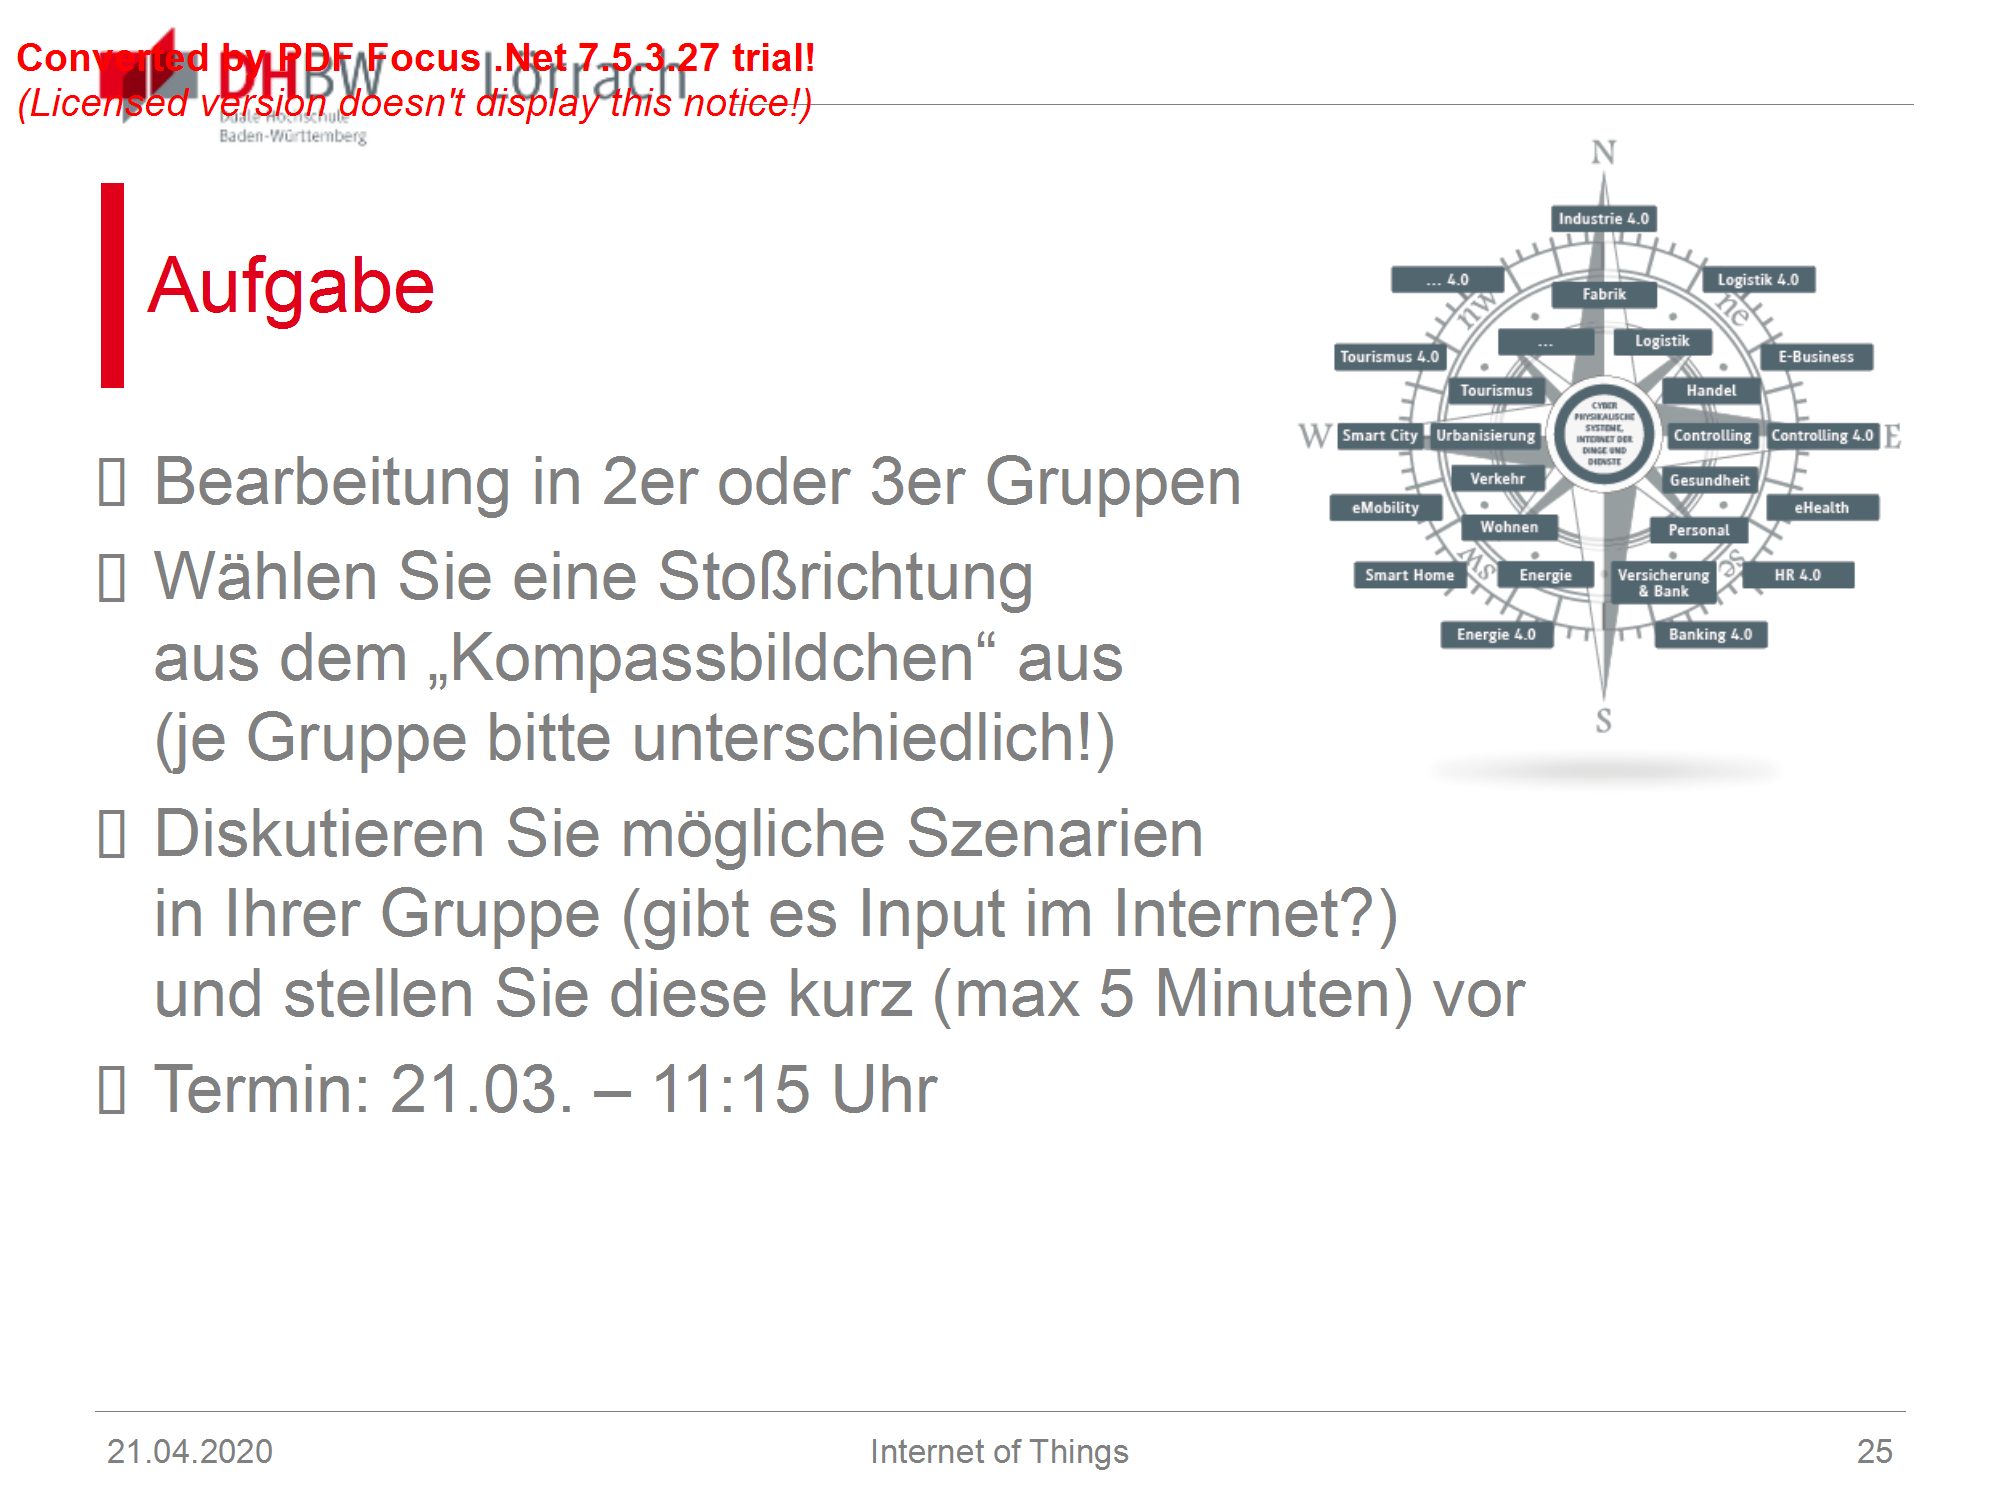 Converted by PDF Focus .Net 7.5.3.27 trial!
(Licensed version doesn't display this notice!)
DHBW Lörrach
Duale Hochschule
Baden-Württemberg
Aufgabe
Bearbeitung in 2er oder 3er Gruppen
Wählen Sie eine Stoßrichtung
aus dem „Kompassbildchen“ aus
(je Gruppe bitte unterschiedlich!)
Diskutieren Sie mögliche Szenarien
in Ihrer Gruppe (gibt es Input im Internet?)
und stellen Sie diese kurz (max 5 Minuten) vor
Termin: 21.03. – 11:15 Uhr
N
Industrie 4.0
... 4.0
Logistik 4.0
Fabrik
nw
ne
...
Logistik
Tourismus 4.0
E-Business
Tourismus
Handel
W
Smart City
Urbanisierung
CYBER
PHYSIKALISCHE
SYSTEME,
INTERNET DER
DINGE UND
DIENSTE
Controlling
Controlling 4.0
E
Verkehr
Gesundheit
eMobility
eHealth
Wohnen
Personal
sw
se
Smart Home
Energie
Versicherung
& Bank
HR 4.0
Energie 4.0
Banking 4.0
S
21.04.2020
Internet of Things
25